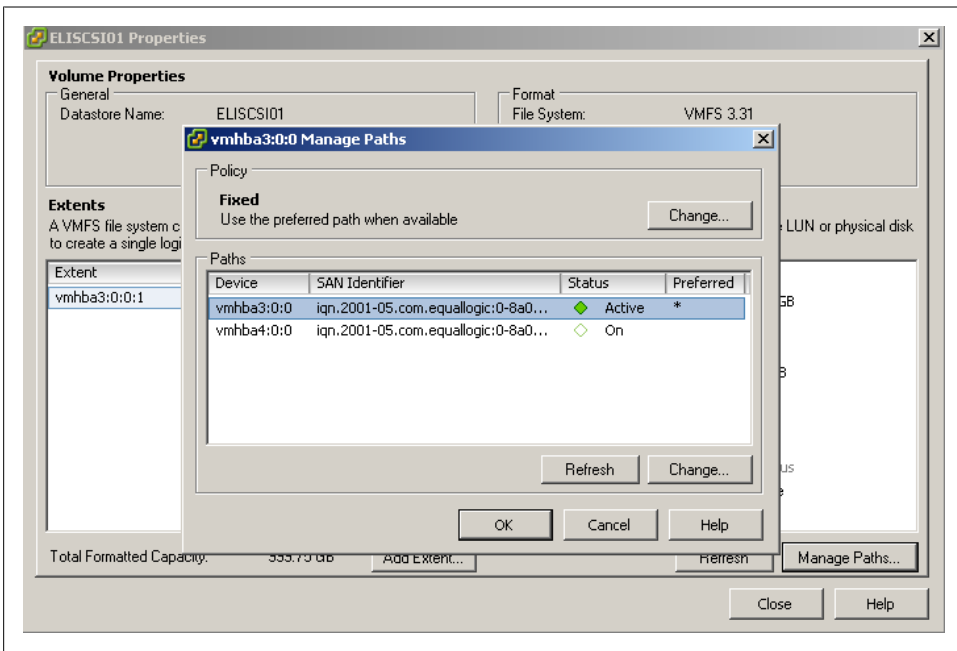 ELISCSI01 Properties
Volume Properties
General
Datastore Name: ELISCSI01
Format
File System: VMFS 3.31
vmhba3:0:0 Manage Paths
Policy
Fixed
Use the preferred path when available
Change...
Extents
A VMFS file system c
to create a single logi
LUN or physical disk
Extent
vmhba3:0:0:1
GB
B
us
e
Paths
Device SAN Identifier Status Preferred
vmhba3:0:0 iqn.2001-05.com.equallogic:0-8a0... Active *
vmhba4:0:0 iqn.2001-05.com.equallogic:0-8a0... On
Refresh Change...
OK Cancel Help
Total Formatted Capacity: Add Extent... Refresh Manage Paths...
Close Help